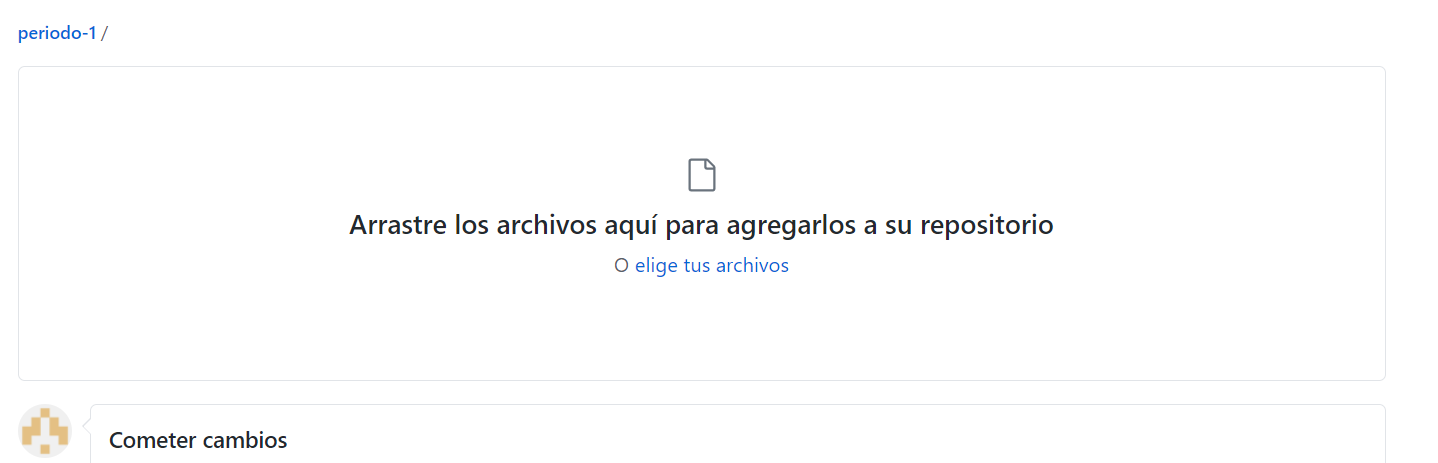 periodo-1 /
Arrastre los archivos aquí para agregarlos a su repositorio
O elige tus archivos
Cometer cambios